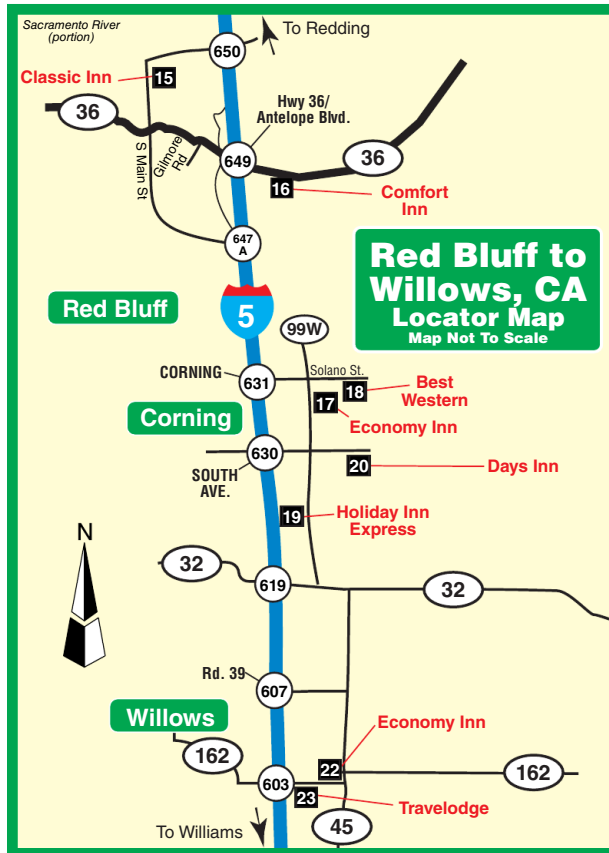 Sacramento River
(portion)
To Redding
650
Classic Inn
15
36
Hwy 36/
Antelope Blvd.
S Main St
Gilmore
Rd
649
36
16
Comfort
Inn
647
A
Red Bluff to
Willows, CA
Locator Map
Map Not To Scale
Red Bluff
5
99W
CORNING
631
Solano St.
18
Best
Western
17
Economy Inn
Corning
630
SOUTH
AVE.
20
Days Inn
19
Holiday Inn
Express
N
32
619
32
Rd. 39
607
Willows
Economy Inn
162
22
162
603
23
Travelodge
To Williams
45